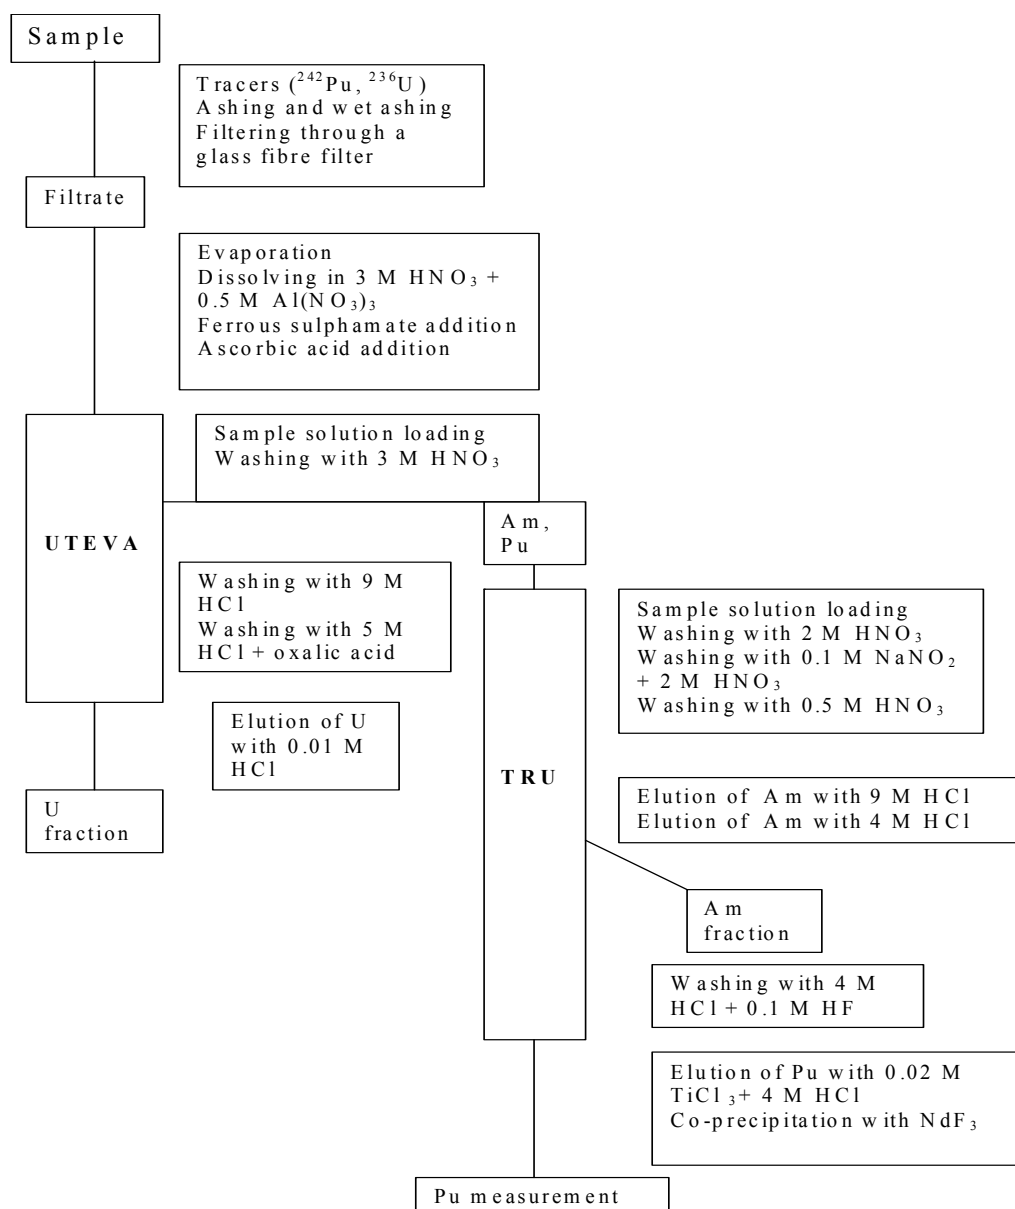 Sample
Tracers (²⁴²Pu, ²³⁶U)
Ashing and wet ashing
Filtering through a
glass fibre filter
Filtrate
Evaporation
Dissolving in 3 M HNO₃ +
0.5 M Al(NO₃)₃
Ferrous sulphamate addition
Ascorbic acid addition
Sample solution loading
Washing with 3 M HNO₃
UTEVA
Am,
Pu
Washing with 9 M
HCl
Washing with 5 M
HCl + oxalic acid
Sample solution loading
Washing with 2 M HNO₃
Washing with 0.1 M NaNO₂
+ 2 M HNO₃
Washing with 0.5 M HNO₃
Elution of U
with 0.01 M
HCl
TRU
U
fraction
Elution of Am with 9 M HCl
Elution of Am with 4 M HCl
Am
fraction
Washing with 4 M
HCl + 0.1 M HF
Elution of Pu with 0.02 M
TiCl₃ + 4 M HCl
Co-precipitation with NdF₃
Pu measurement